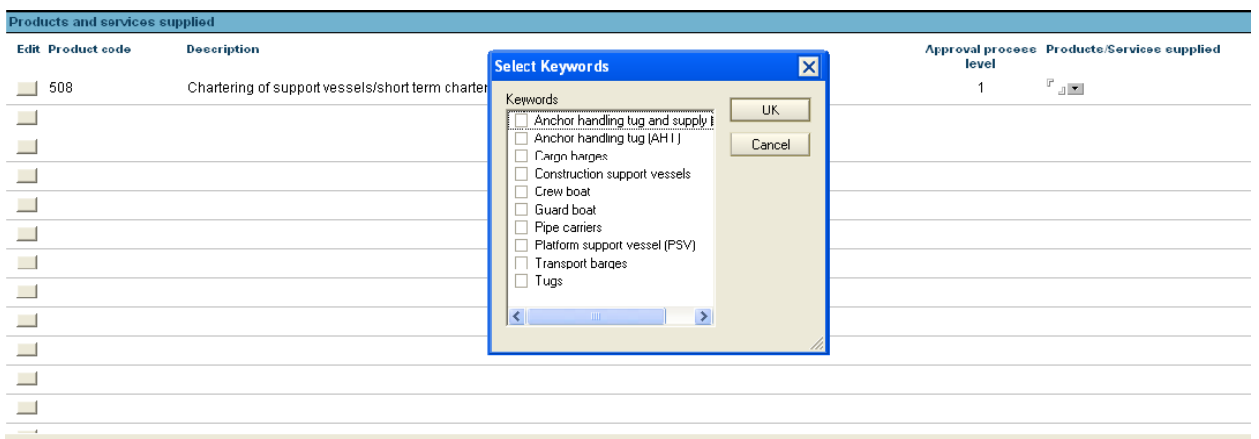 Products and services supplied
Edit Product code Description Approval process level Products/Services supplied
508 Chartering of support vessels/short term charter 1
Select Keywords
Keywords
Anchor handling tug and supply
Anchor handling tug (AHT)
Cargo barges
Construction support vessels
Crew boat
Guard boat
Pipe carriers
Platform support vessel (PSV)
Transport barges
Tugs
OK
Cancel